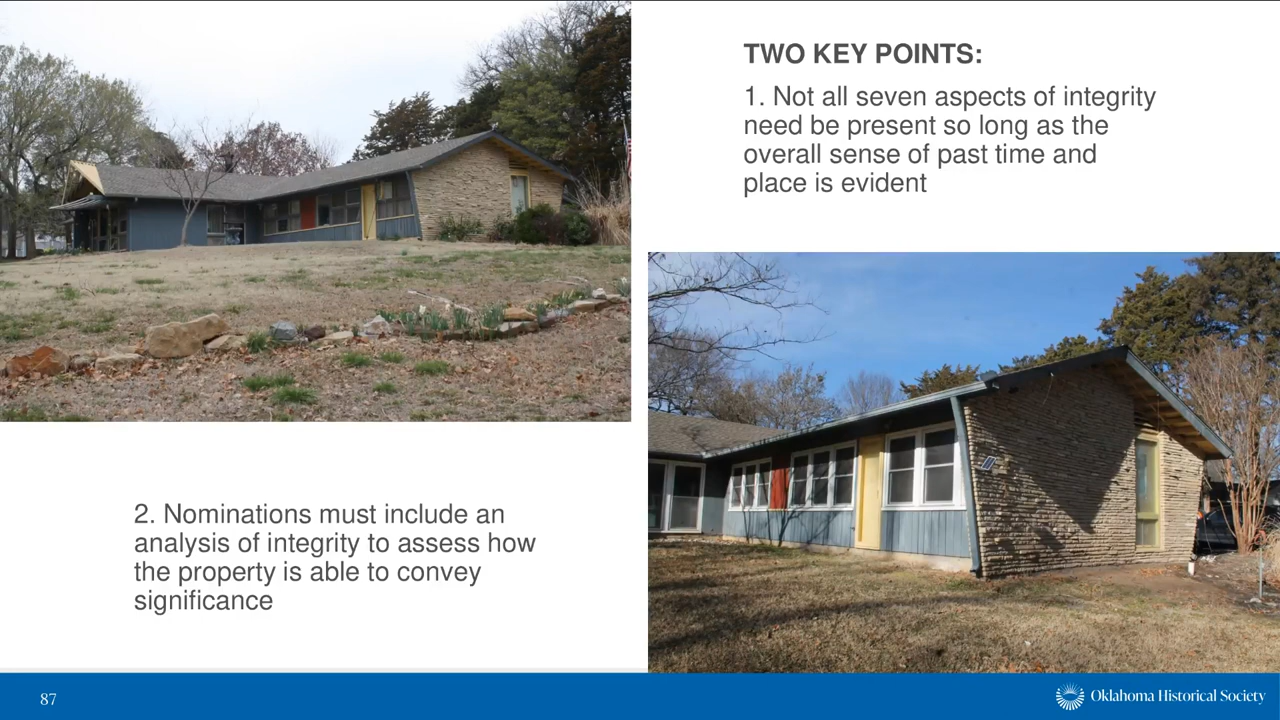 TWO KEY POINTS:
1. Not all seven aspects of integrity
need be present so long as the
overall sense of past time and
place is evident
2. Nominations must include an
analysis of integrity to assess how
the property is able to convey
significance
87
Oklahoma Historical Society